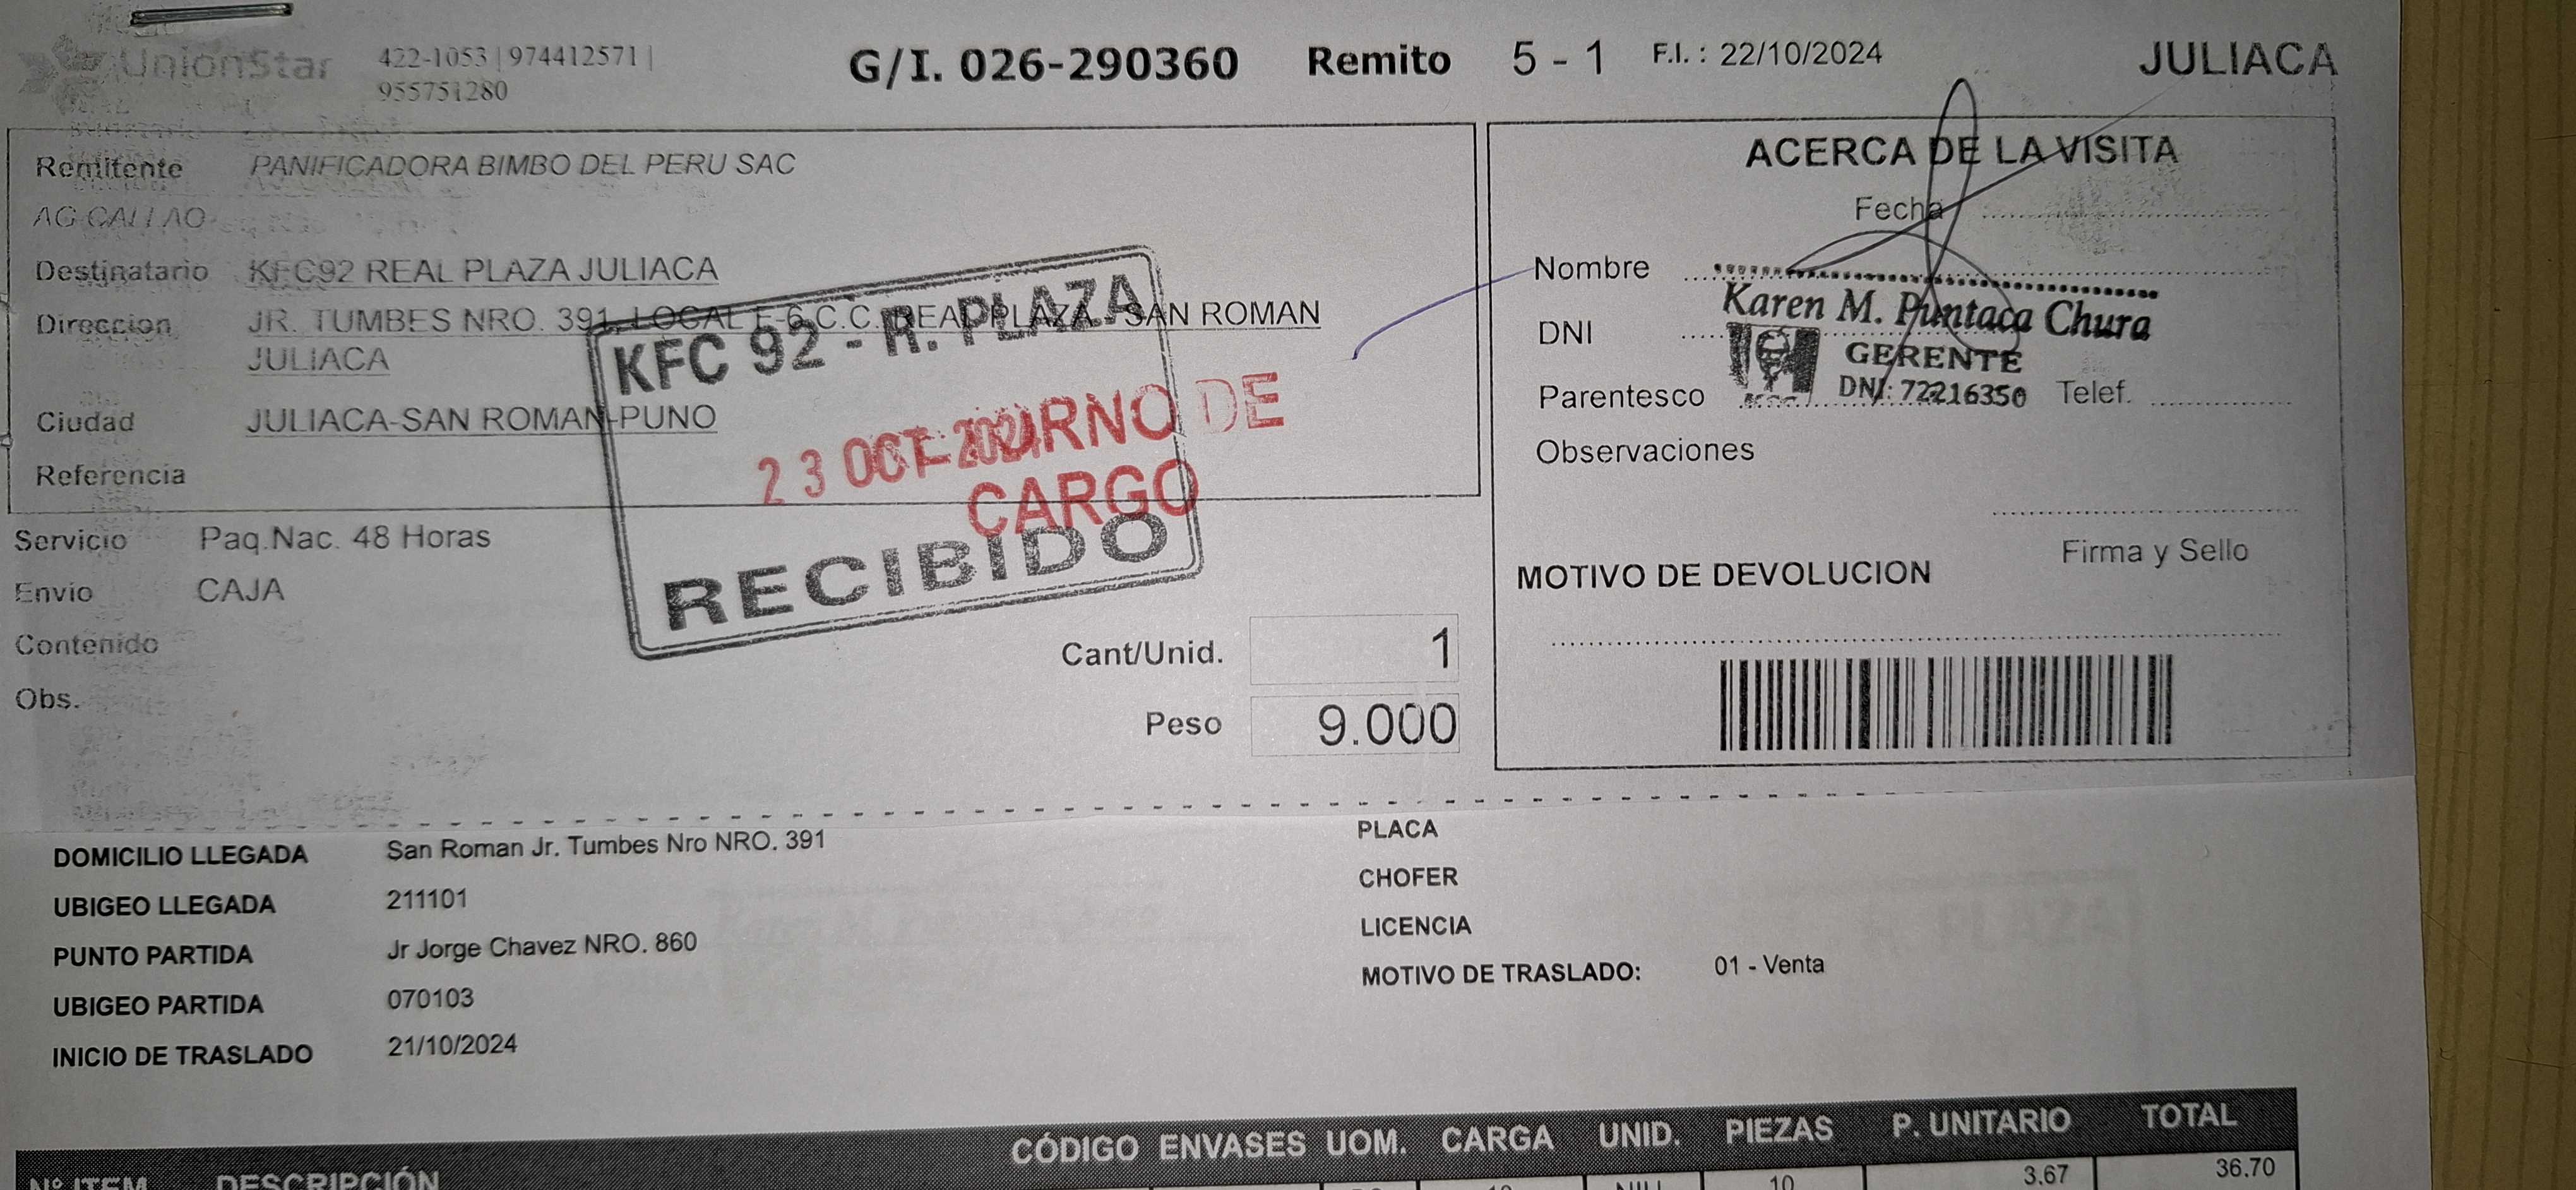 UnionStar
422-1053 | 974412571 |
955751280
G/I. 026-290360 Remito 5 - 1 F.I. : 22/10/2024 JULIACA
Remitente PANIFICADORA BIMBO DEL PERU SAC
AG CALLAO
Destinatario KFC92 REAL PLAZA JULIACA
Direccion JR. TUMBES NRO. 391, LOCAL F-6 C.C. REAL PLAZA - SAN ROMAN
JULIACA
Ciudad JULIACA-SAN ROMAN-PUNO
Referencia
KFC 92 - R. PLAZA
23 OCT 2024
RECIBIDO
DE
CARGO
Servicio Paq.Nac. 48 Horas
Envio CAJA
Contenido
Obs.
Cant/Unid. 1
Peso 9.000
ACERCA DE LA VISITA
Fecha
Nombre
Karen M. Puntaca Chura
DNI
GERENTE
DNI: 72216350
Parentesco Telef.
Observaciones
Firma y Sello
MOTIVO DE DEVOLUCION
DOMICILIO LLEGADA San Roman Jr. Tumbes Nro NRO. 391
UBIGEO LLEGADA 211101
PUNTO PARTIDA Jr Jorge Chavez NRO. 860
UBIGEO PARTIDA 070103
INICIO DE TRASLADO 21/10/2024
PLACA
CHOFER
LICENCIA
MOTIVO DE TRASLADO: 01 - Venta
Nº ITEM DESCRIPCIÓN CÓDIGO ENVASES UOM. CARGA UNID. PIEZAS P. UNITARIO TOTAL
10 3.67 36.70